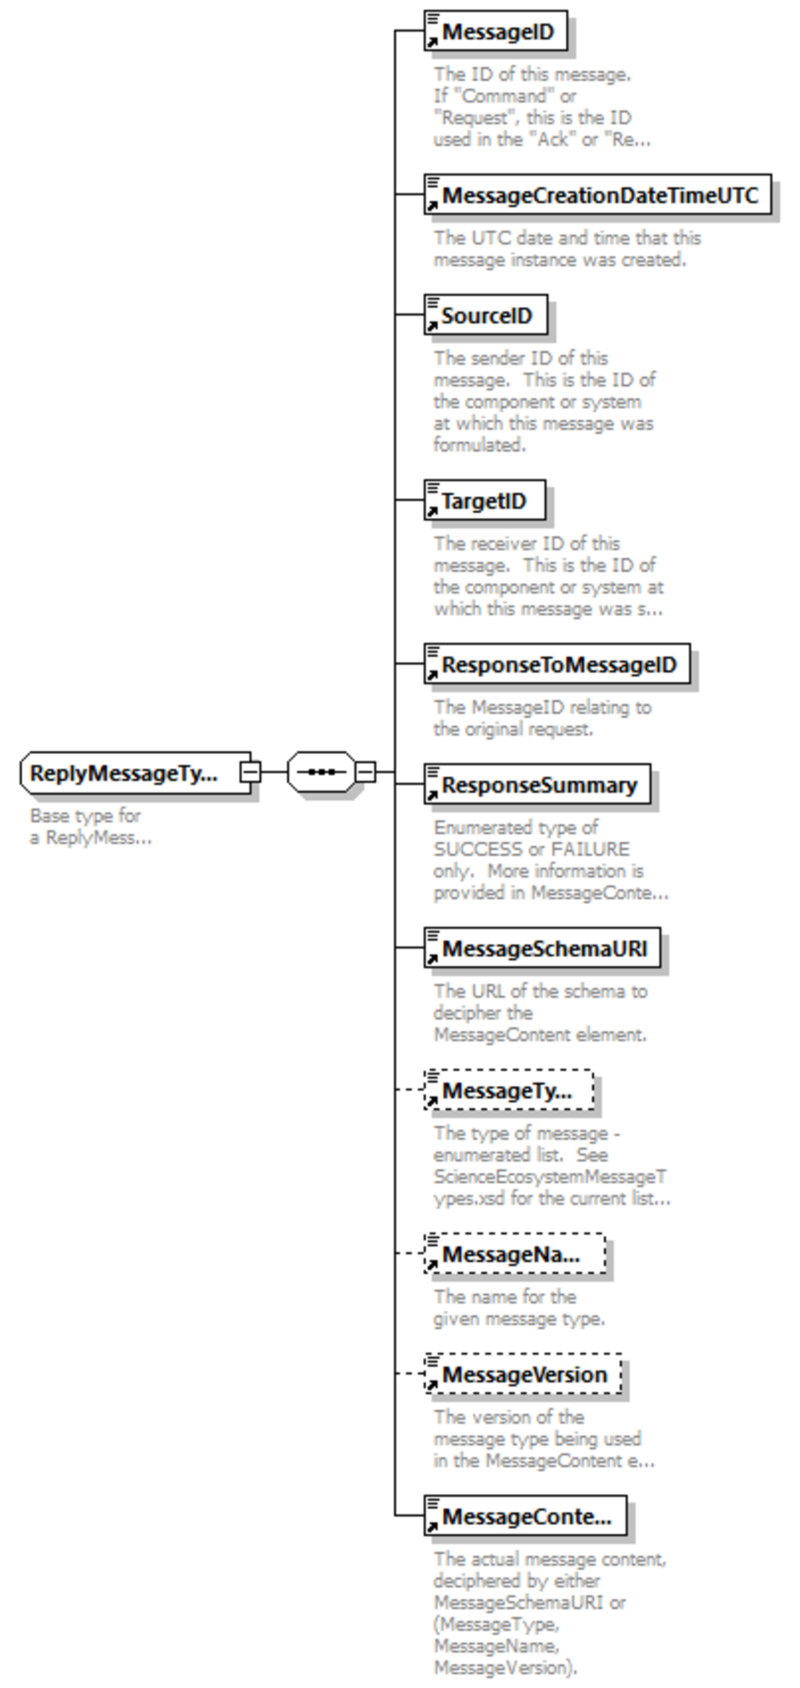 MessageID
The ID of this message.
If "Command" or
"Request", this is the ID
used in the "Ack" or "Re...
MessageCreationDateTimeUTC
The UTC date and time that this
message instance was created.
SourceID
The sender ID of this
message.  This is the ID of
the component or system
at which this message was
formulated.
TargetID
The receiver ID of this
message.  This is the ID of
the component or system at
which this message was s...
ResponseToMessageID
The MessageID relating to
the original request.
ReplyMessageTy...
Base type for
a ReplyMess...
ResponseSummary
Enumerated type of
SUCCESS or FAILURE
only.  More information is
provided in MessageConte...
MessageSchemaURI
The URL of the schema to
decipher the
MessageContent element.
MessageTy...
The type of message -
enumerated list.  See
ScienceEcosystemMessageT
ypes.xsd for the current list...
MessageNa...
The name for the
given message type.
MessageVersion
The version of the
message type being used
in the MessageContent e...
MessageConte...
The actual message content,
deciphered by either
MessageSchemaURI or
(MessageType,
MessageName,
MessageVersion).